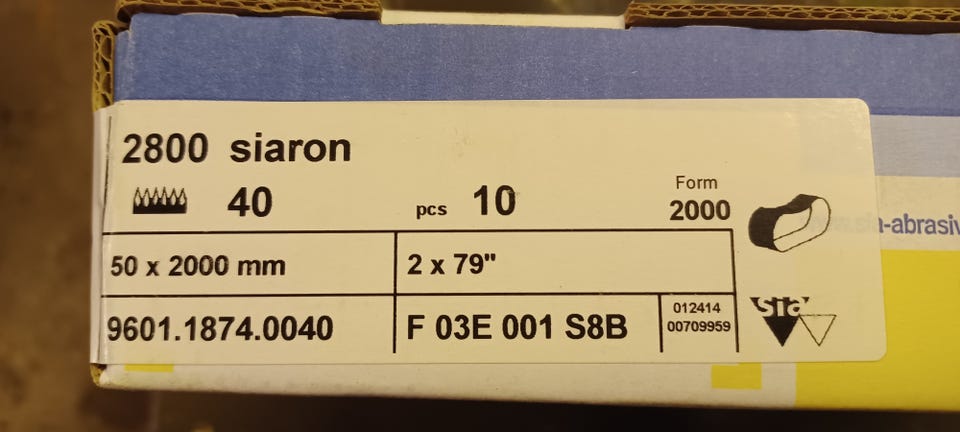 2800 siaron
40
pcs 10
Form
2000
50 x 2000 mm
2 x 79"
9601.1874.0040
F 03E 001 S8B
012414
00709959
sia